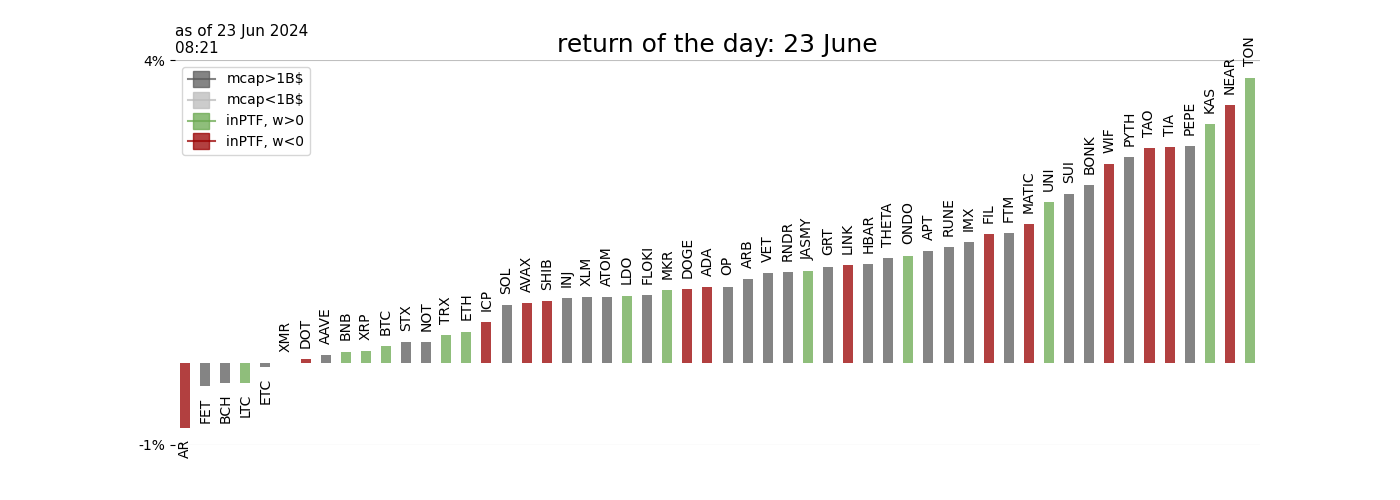 as of 23 Jun 2024
08:21
return of the day: 23 June
4%
mcap>1B$
mcap<1B$
inPTF, w>0
inPTF, w<0
-1%
AR
FET
BCH
LTC
ETC
XMR
DOT
AAVE
BNB
XRP
BTC
STX
NOT
TRX
ETH
ICP
SOL
AVAX
SHIB
INJ
XLM
ATOM
LDO
FLOKI
MKR
DOGE
ADA
OP
ARB
VET
RNDR
JASMY
GRT
LINK
HBAR
THETA
ONDO
APT
RUNE
IMX
FIL
FTM
MATIC
UNI
SUI
BONK
WIF
PYTH
TAO
TIA
PEPE
KAS
NEAR
TON